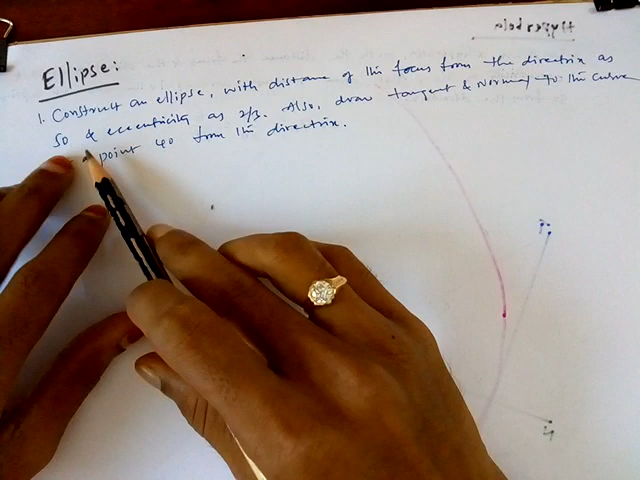 Hyperbola
Ellipse:
1. Construct an ellipse, with distance of the focus from the directrix as
50 & eccentricity as 2/3. Also, draw tangent & Normal to the curve
point 40 from the directrix.